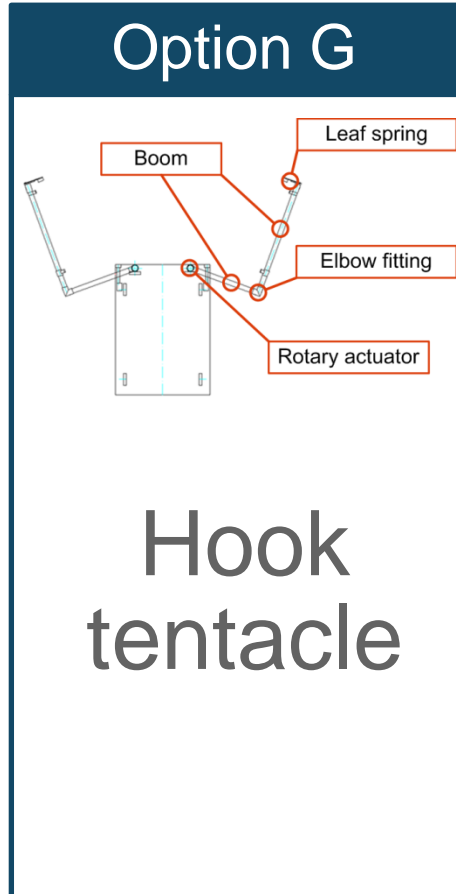 Option G
Leaf spring
Boom
Elbow fitting
Rotary actuator
Hook
tentacle